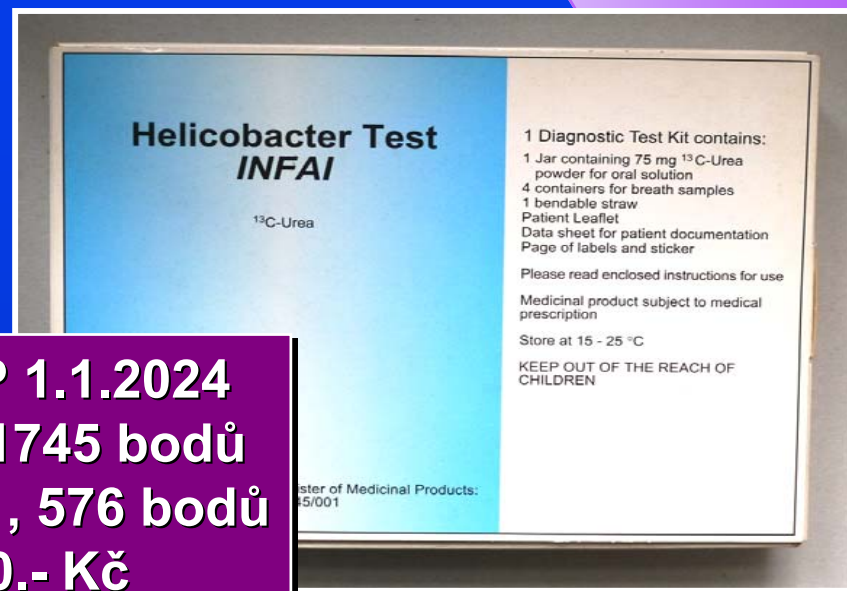 Helicobacter Test
INFAI
¹³C-Urea
1 Diagnostic Test Kit contains:
1 Jar containing 75 mg ¹³C-Urea
powder for oral solution
4 containers for breath samples
1 bendable straw
Patient Leaflet
Data sheet for patient documentation
Page of labels and sticker
Please read enclosed instructions for use
Medicinal product subject to medical
prescription
Store at 15 - 25 °C
KEEP OUT OF THE REACH OF
CHILDREN
of Medicinal Products:
45/001
1.1.2024
1745 bodů
, 576 bodů
0.- Kč